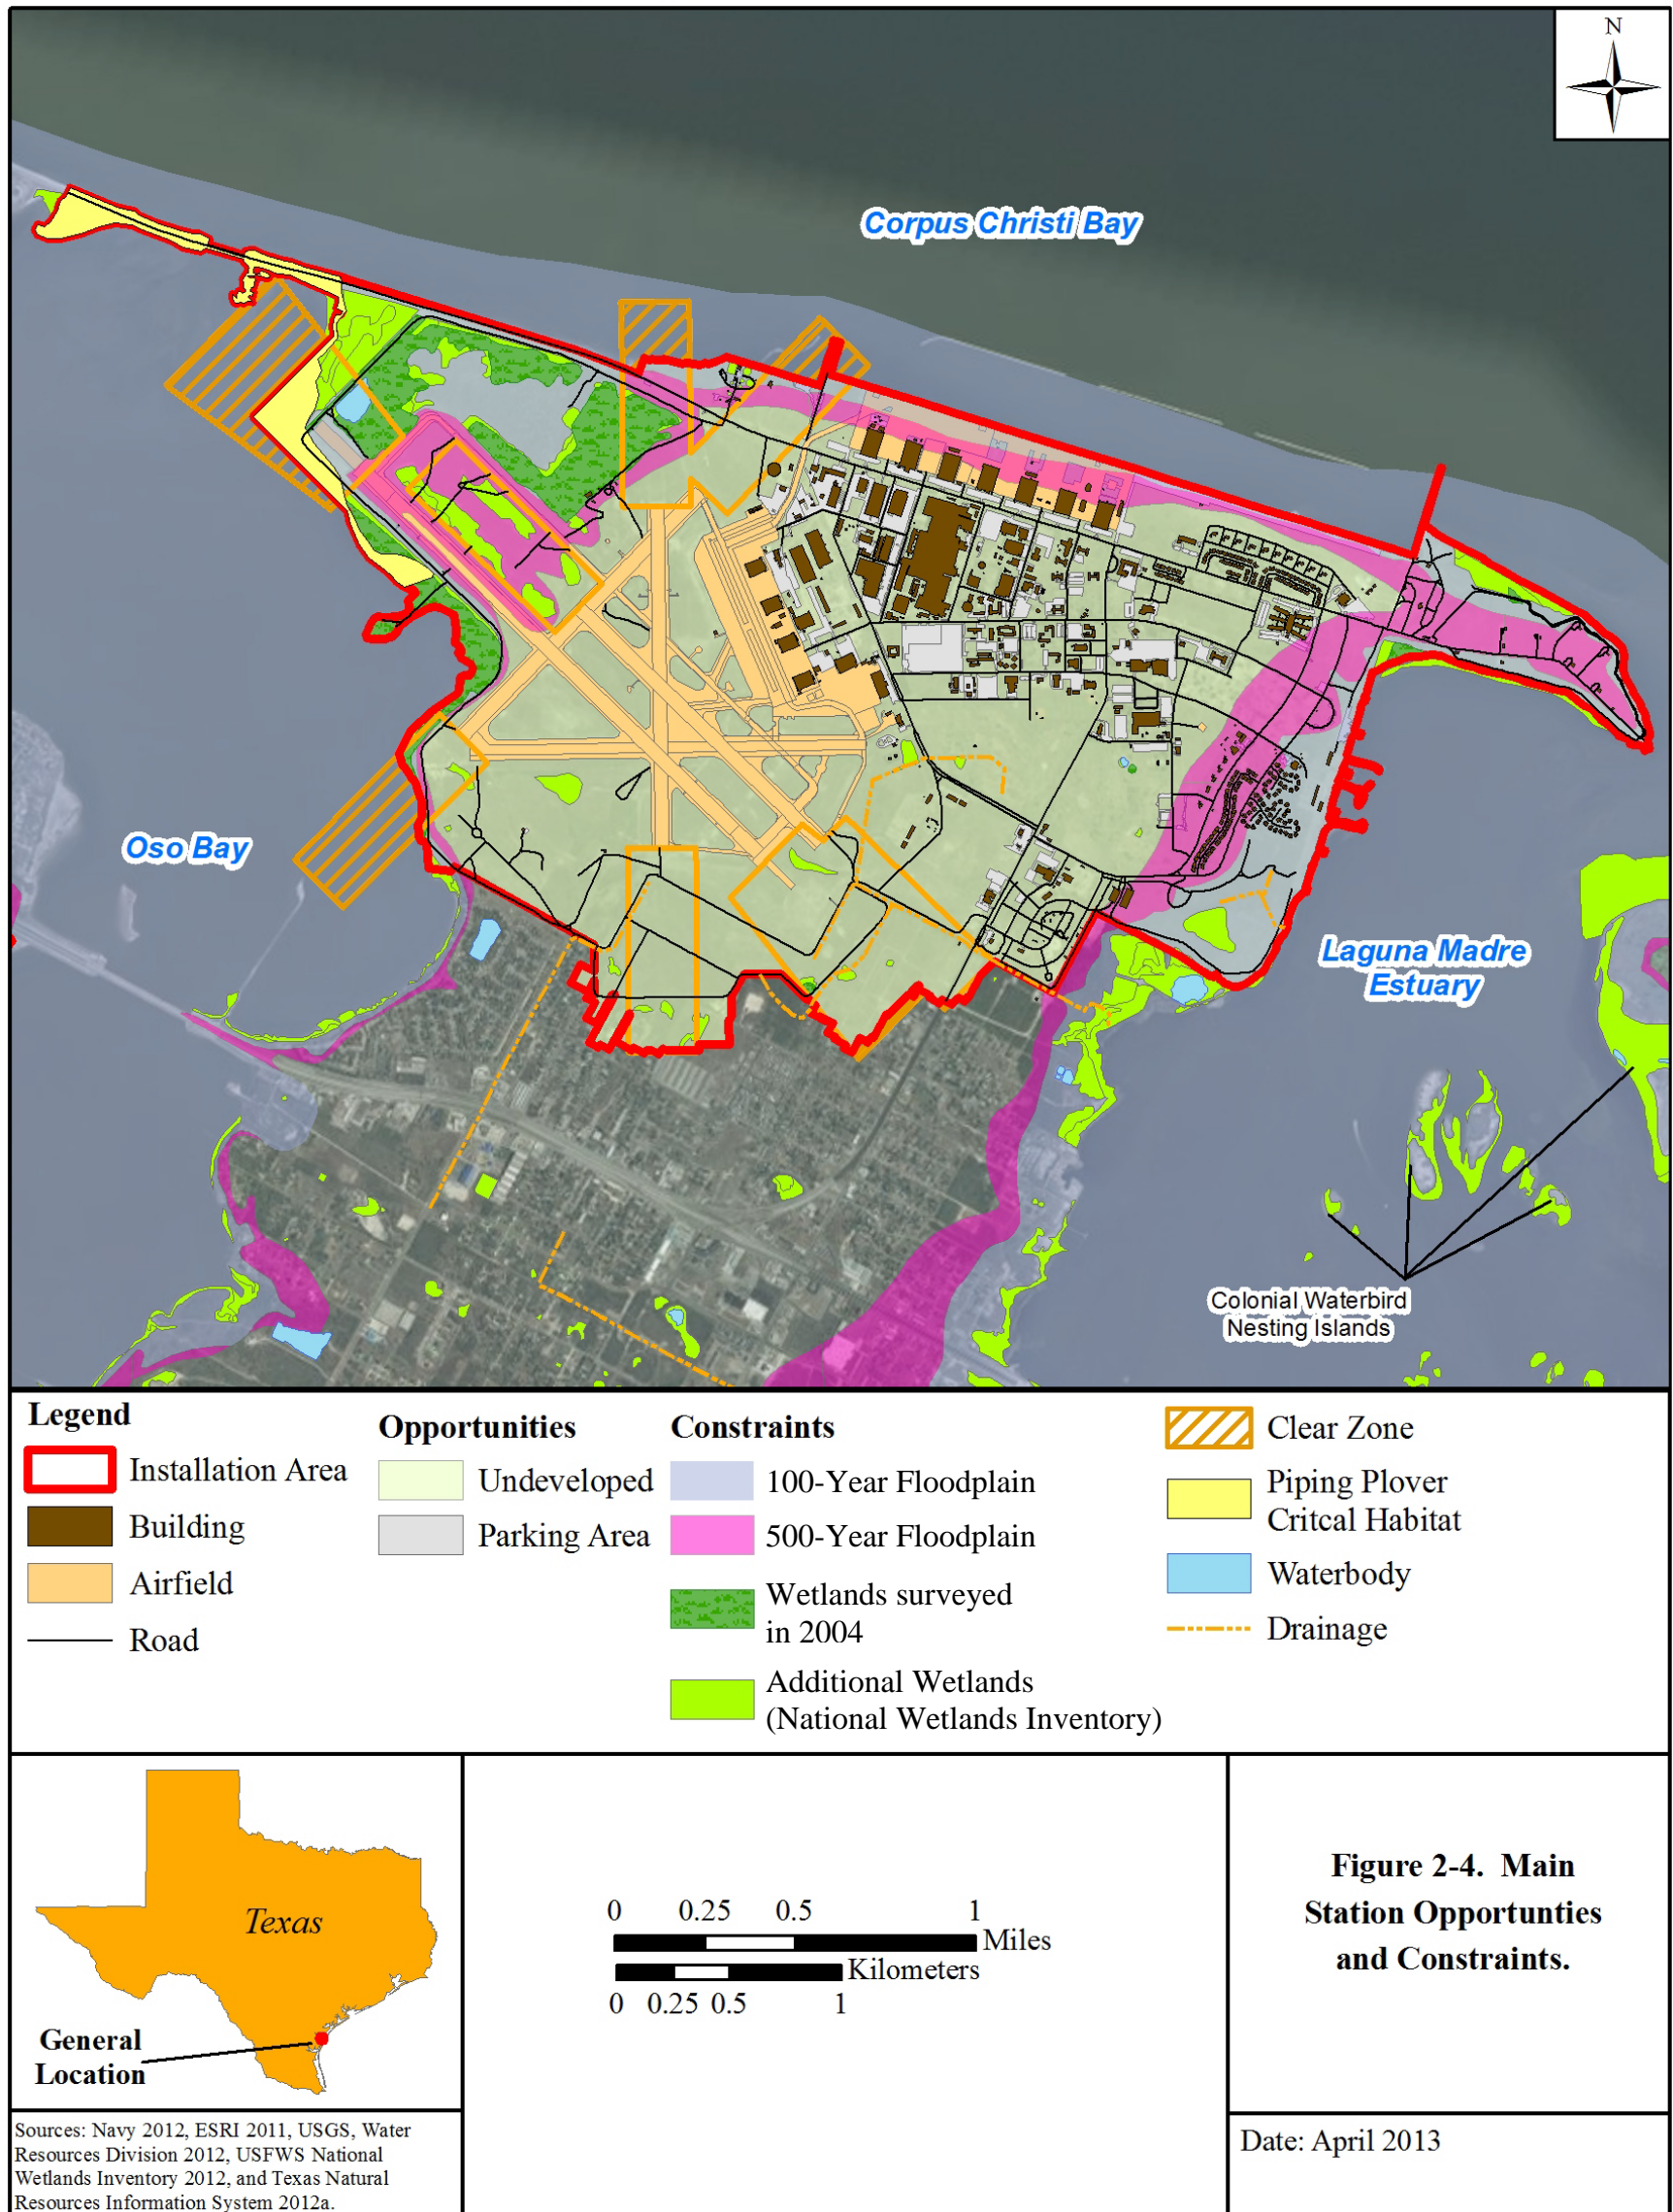 N
Corpus Christi Bay
Oso Bay
Laguna Madre
Estuary
Colonial Waterbird
Nesting Islands
Legend
Installation Area
Building
Airfield
Road
Opportunities
Undeveloped
Parking Area
Constraints
100-Year Floodplain
500-Year Floodplain
Wetlands surveyed
in 2004
Additional Wetlands
(National Wetlands Inventory)
Clear Zone
Piping Plover
Critcal Habitat
Waterbody
Drainage
Texas
General
Location
0 0.25 0.5 1
Miles
Kilometers
0 0.25 0.5 1
Figure 2-4. Main
Station Opportunties
and Constraints.
Sources: Navy 2012, ESRI 2011, USGS, Water
Resources Division 2012, USFWS National
Wetlands Inventory 2012, and Texas Natural
Resources Information System 2012a.
Date: April 2013